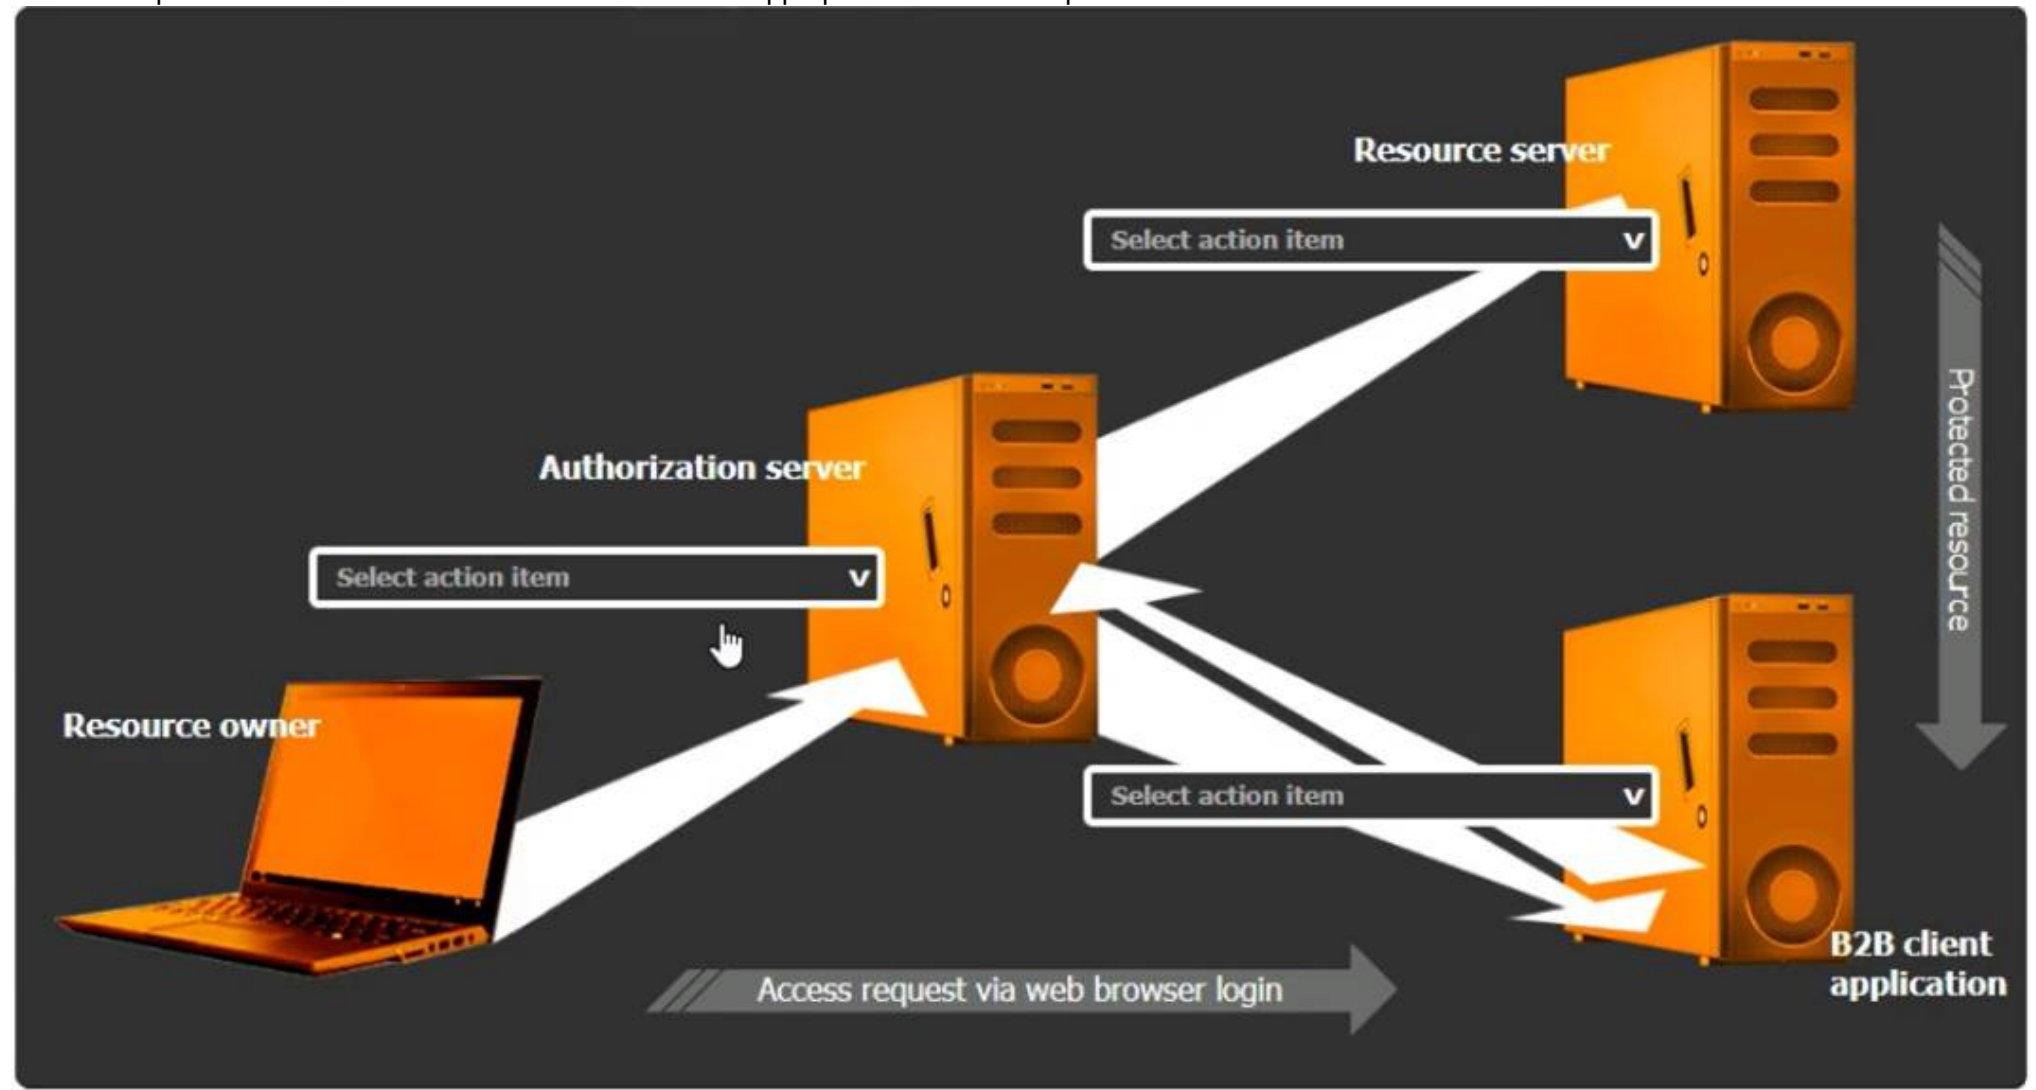 Resource server
Select action item v
Authorization server
Select action item v
Resource owner
Select action item v
Protected resource
B2B client
application
Access request via web browser login